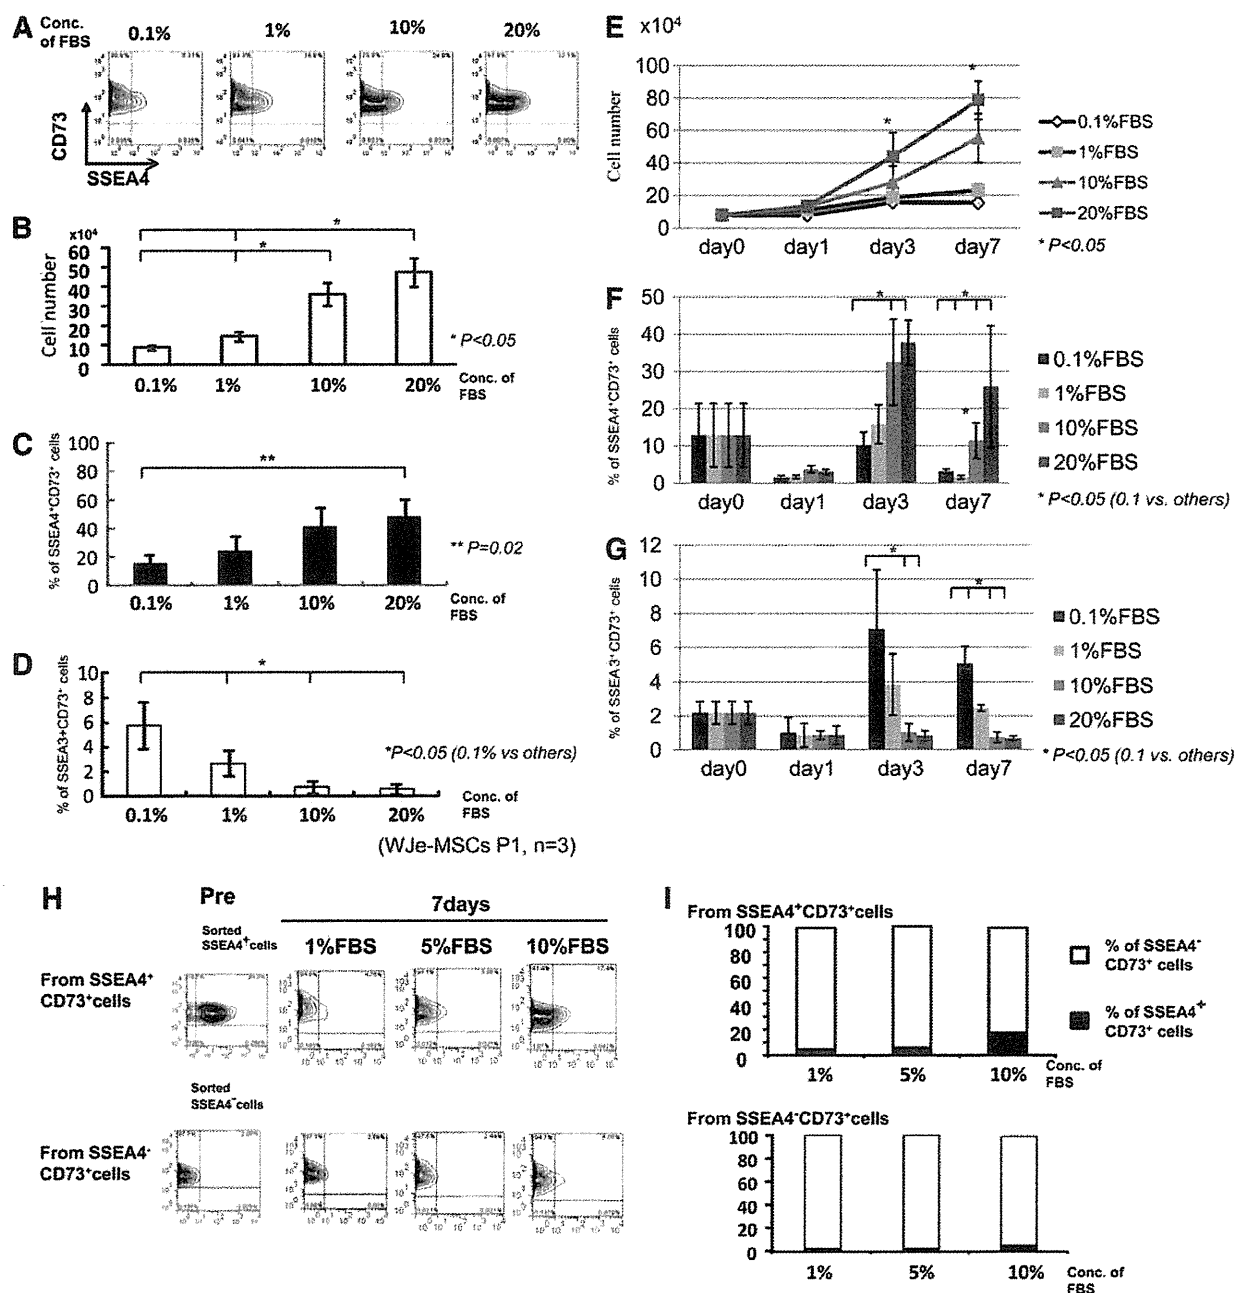 A
Conc. of FBS
0.1%
1%
10%
20%
CD73
SSEA4
B
x10⁴
Cell number
60
50
40
30
20
10
0
*
*
* P<0.05
0.1%
1%
10%
20%
Conc. of FBS
C
% of SSEA4⁺CD73⁺ cells
100
80
60
40
20
0
**
** P=0.02
0.1%
1%
10%
20%
Conc. of FBS
D
% of SSEA3+CD73⁺ cells
10
8
6
4
2
0
*
*P<0.05 (0.1% vs others)
0.1%
1%
10%
20%
Conc. of FBS
(WJe-MSCs P1, n=3)
E
x10⁴
Cell number
100
80
60
40
20
0
*
*
day0
day1
day3
day7
0.1%FBS
1%FBS
10%FBS
20%FBS
* P<0.05
F
% of SSEA4⁺CD73⁺ cells
50
40
30
20
10
0
*
*
*
day0
day1
day3
day7
0.1%FBS
1%FBS
10%FBS
20%FBS
* P<0.05 (0.1 vs. others)
G
% of SSEA3⁺CD73⁺ cells
12
10
8
6
4
2
0
*
*
day0
day1
day3
day7
0.1%FBS
1%FBS
10%FBS
20%FBS
* P<0.05 (0.1 vs. others)
H
Pre
7days
Sorted
SSEA4⁺cells
1%FBS
5%FBS
10%FBS
From SSEA4⁺
CD73⁺cells
Sorted
SSEA4⁻cells
From SSEA4⁻
CD73⁺cells
I
From SSEA4⁺CD73⁺cells
100
80
60
40
20
0
1%
5%
10%
Conc. of
FBS
% of SSEA4⁻
CD73⁺ cells
% of SSEA4⁺
CD73⁺ cells
From SSEA4⁻CD73⁺cells
100
80
60
40
20
0
1%
5%
10%
Conc. of
FBS